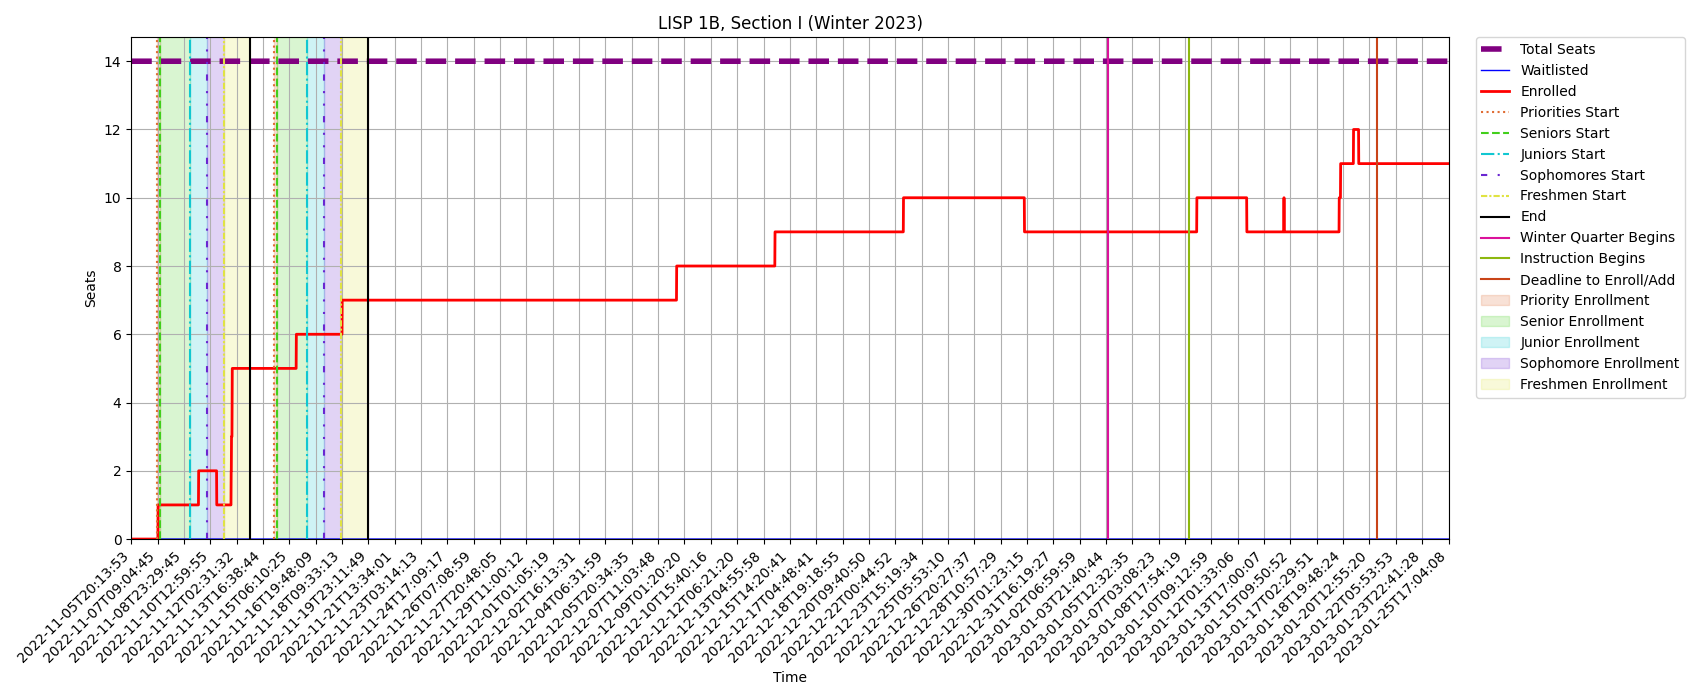 LISP 1B, Section I (Winter 2023)
14
12
10
8
6
4
2
0
Seats
2022-11-05T20:13:53
2022-11-07T09:04:45
2022-11-08T23:29:45
2022-11-10T12:59:55
2022-11-12T02:31:32
2022-11-13T16:38:44
2022-11-15T06:10:25
2022-11-16T19:48:09
2022-11-18T09:33:13
2022-11-19T23:11:49
2022-11-21T13:34:01
2022-11-23T03:14:13
2022-11-24T17:09:17
2022-11-26T07:08:59
2022-11-27T20:48:05
2022-11-29T11:00:12
2022-12-01T01:05:19
2022-12-02T16:13:31
2022-12-04T06:31:59
2022-12-05T20:34:35
2022-12-07T11:03:48
2022-12-09T01:20:20
2022-12-10T15:40:16
2022-12-12T06:21:20
2022-12-13T04:55:58
2022-12-15T14:20:41
2022-12-17T04:48:41
2022-12-18T19:18:55
2022-12-20T09:40:50
2022-12-22T00:44:52
2022-12-23T15:19:34
2022-12-25T05:53:10
2022-12-26T20:27:37
2022-12-28T10:57:29
2022-12-30T01:23:15
2022-12-31T16:19:27
2023-01-02T06:59:59
2023-01-03T21:40:44
2023-01-05T12:32:35
2023-01-07T03:08:23
2023-01-08T17:54:19
2023-01-10T09:12:59
2023-01-12T01:33:06
2023-01-13T17:00:07
2023-01-15T09:50:52
2023-01-17T02:29:51
2023-01-18T19:48:24
2023-01-20T12:55:20
2023-01-23T05:53:53
2023-01-23T22:41:28
2023-01-25T17:04:08
Time
Total Seats
Waitlisted
Enrolled
Priorities Start
Seniors Start
Juniors Start
Sophomores Start
Freshmen Start
End
Winter Quarter Begins
Instruction Begins
Deadline to Enroll/Add
Priority Enrollment
Senior Enrollment
Junior Enrollment
Sophomore Enrollment
Freshmen Enrollment